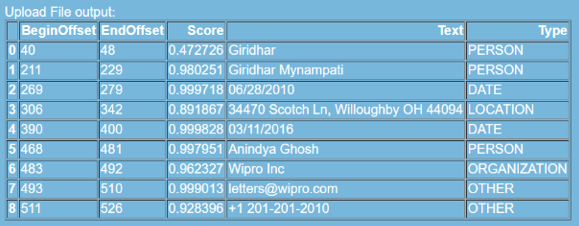 Upload File output:
BeginOffset EndOffset Score Text Type
0 40 48 0.472726 Giridhar PERSON
1 211 229 0.980251 Giridhar Mynampati PERSON
2 269 279 0.999718 06/28/2010 DATE
3 306 342 0.891867 34470 Scotch Ln, Willoughby OH 44094 LOCATION
4 390 400 0.999828 03/11/2016 DATE
5 468 481 0.997951 Anindya Ghosh PERSON
6 483 492 0.962327 Wipro Inc ORGANIZATION
7 493 510 0.999013 letters@wipro.com OTHER
8 511 526 0.928396 +1 201-201-2010 OTHER